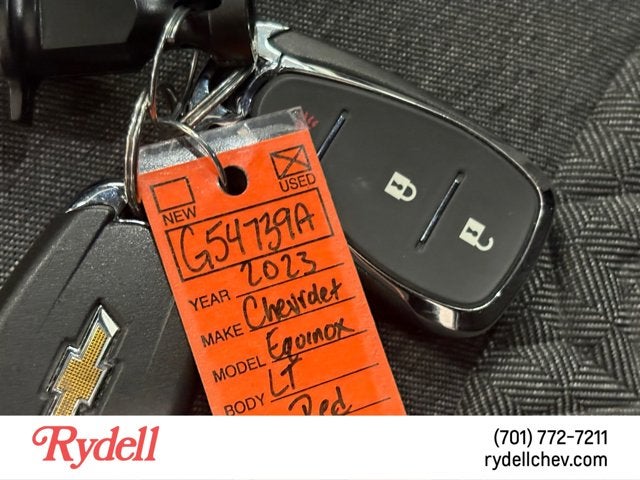 NEW
USED
G54739A
YEAR 2023
MAKE Chevrolet
MODEL Equinox
BODY LT
Red
Rydell
(701) 772-7211
rydellchev.com